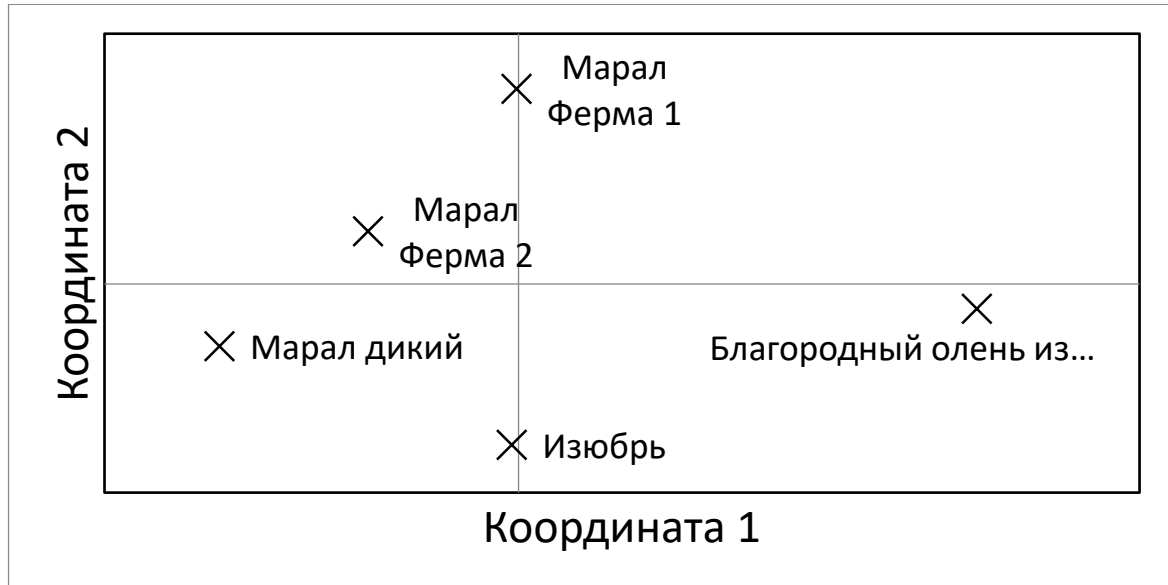 Координата 2
Марал
Ферма 1
Марал
Ферма 2
Марал дикий
Благородный олень из...
Изюбрь
Координата 1